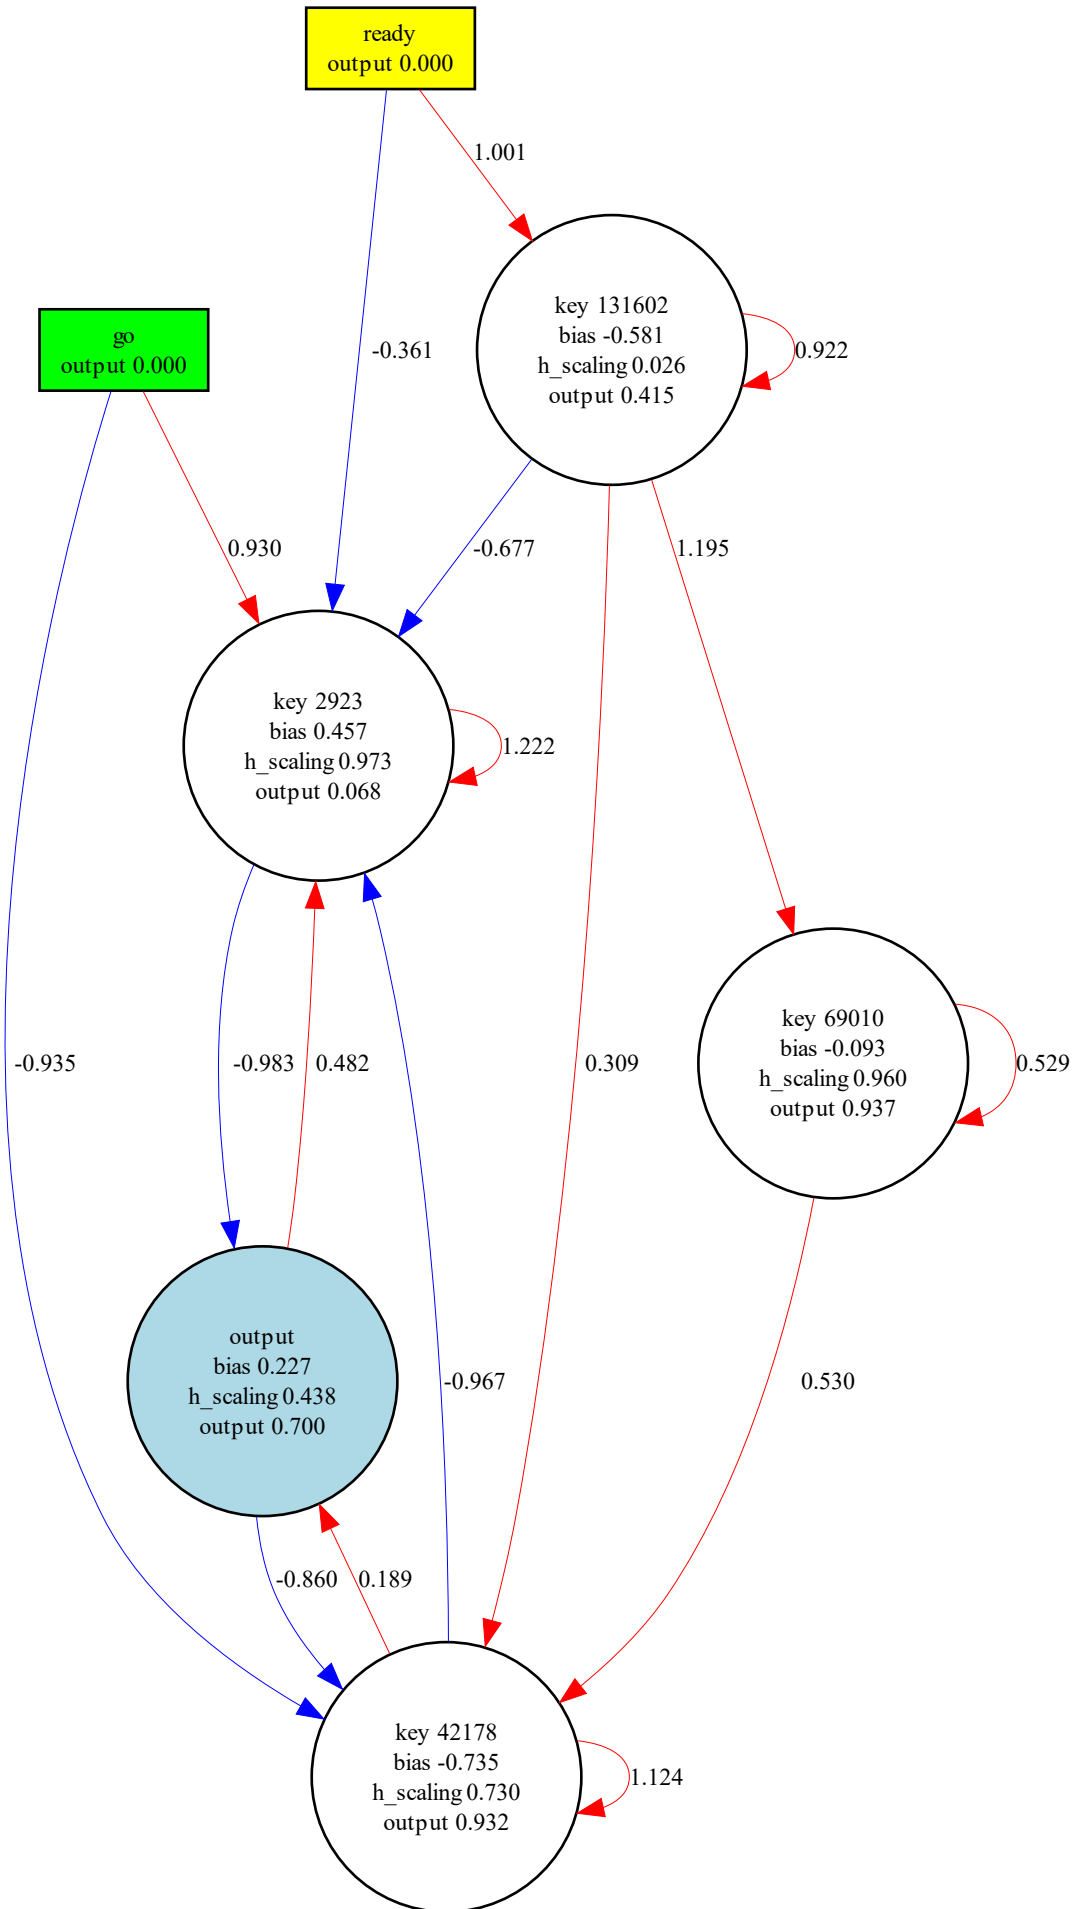 ready
output 0.000
1.001
key 131602
bias -0.581
h_scaling 0.026
output 0.415
0.922
go
output 0.000
-0.361
0.930
-0.677
1.195
key 2923
bias 0.457
h_scaling 0.973
output 0.068
1.222
key 69010
bias -0.093
h_scaling 0.960
output 0.937
0.529
-0.935
-0.983
0.482
0.309
output
bias 0.227
h_scaling 0.438
output 0.700
-0.967
0.530
-0.860
0.189
key 42178
bias -0.735
h_scaling 0.730
output 0.932
1.124